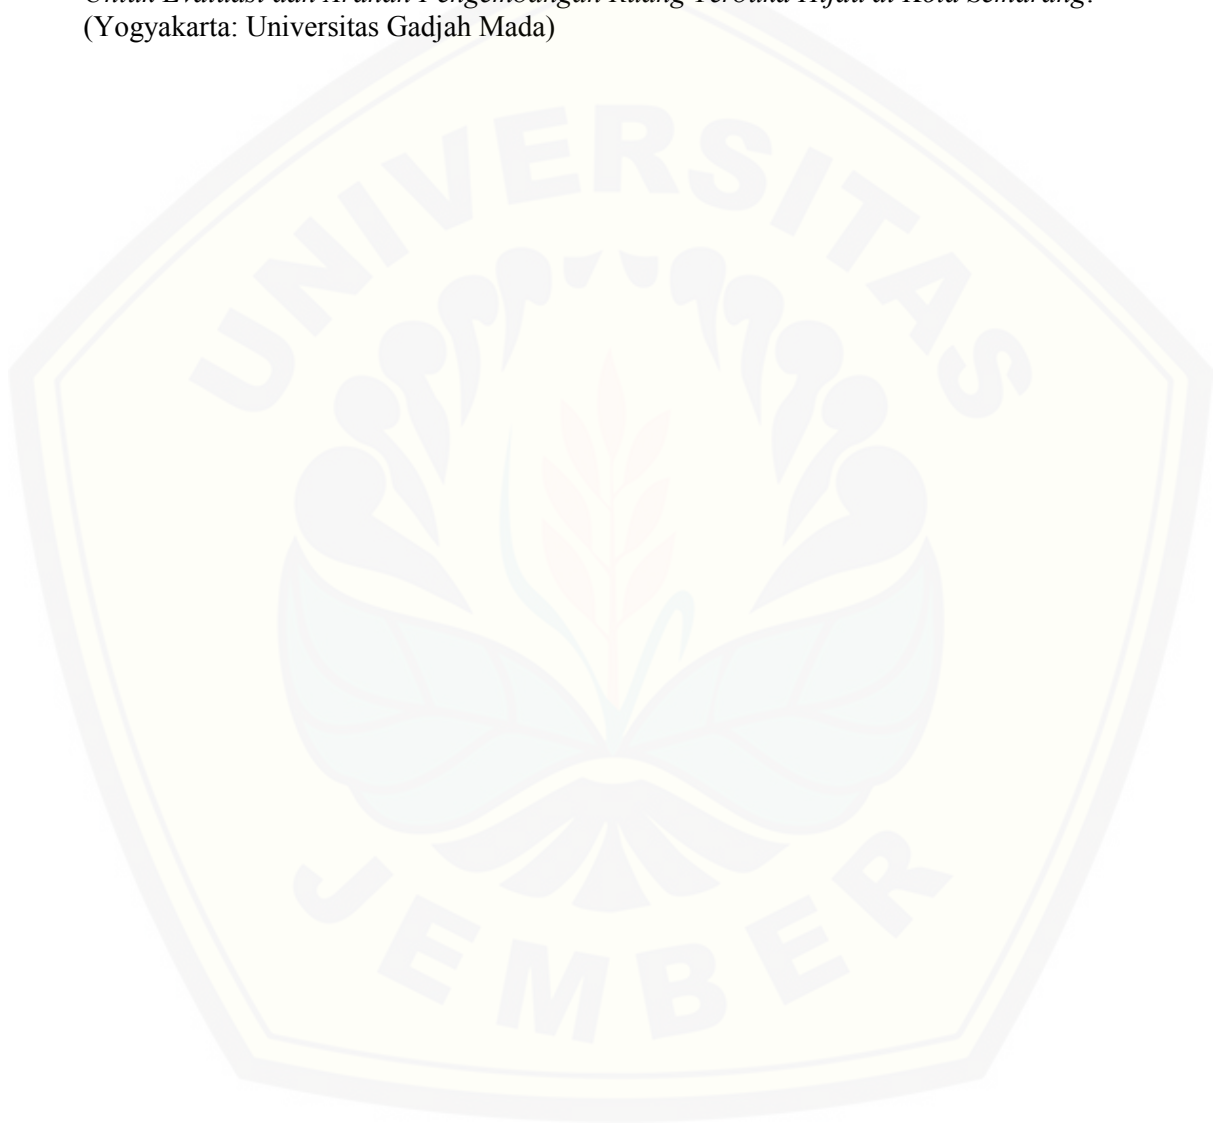 Untuk Evaluasi dan Arahan Pengembangan Ruang Terbuka Hijau di Kota Semarang.
(Yogyakarta: Universitas Gadjah Mada)
UNIVERSITAS
JEMBER